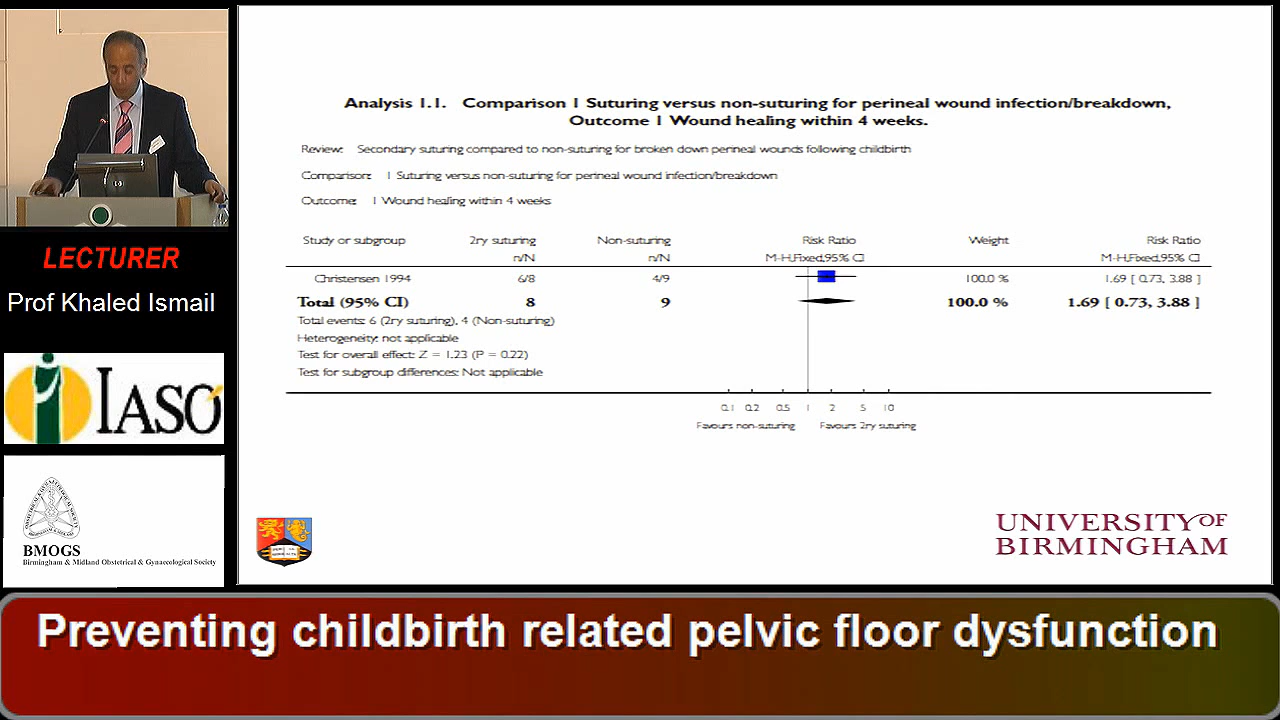 Analysis 1.1. Comparison 1 Suturing versus non-suturing for perineal wound infection/breakdown,
Outcome 1 Wound healing within 4 weeks.
Review: Secondary suturing compared to non-suturing for broken down perineal wounds following childbirth
Comparison: 1 Suturing versus non-suturing for perineal wound infection/breakdown
Outcome: 1 Wound healing within 4 weeks
Study or subgroup 2ry suturing Non-suturing Risk Ratio Weight Risk Ratio
n/N n/N M-H,Fixed,95% CI M-H,Fixed,95% CI
Christensen 1994 6/8 4/9 100.0 % 1.69 [ 0.73, 3.88 ]
Total (95% CI) 8 9 100.0 % 1.69 [ 0.73, 3.88 ]
Total events: 6 (2ry suturing), 4 (Non-suturing)
Heterogeneity: not applicable
Test for overall effect: Z = 1.23 (P = 0.22)
Test for subgroup differences: Not applicable
0.1 0.2 0.5 1 2 5 10
Favours non-suturing Favours 2ry suturing
UNIVERSITY OF
BIRMINGHAM
LECTURER
Prof Khaled Ismail
IASO
BMOGS
Birmingham & Midland Obstetrical & Gynaecological Society
Preventing childbirth related pelvic floor dysfunction